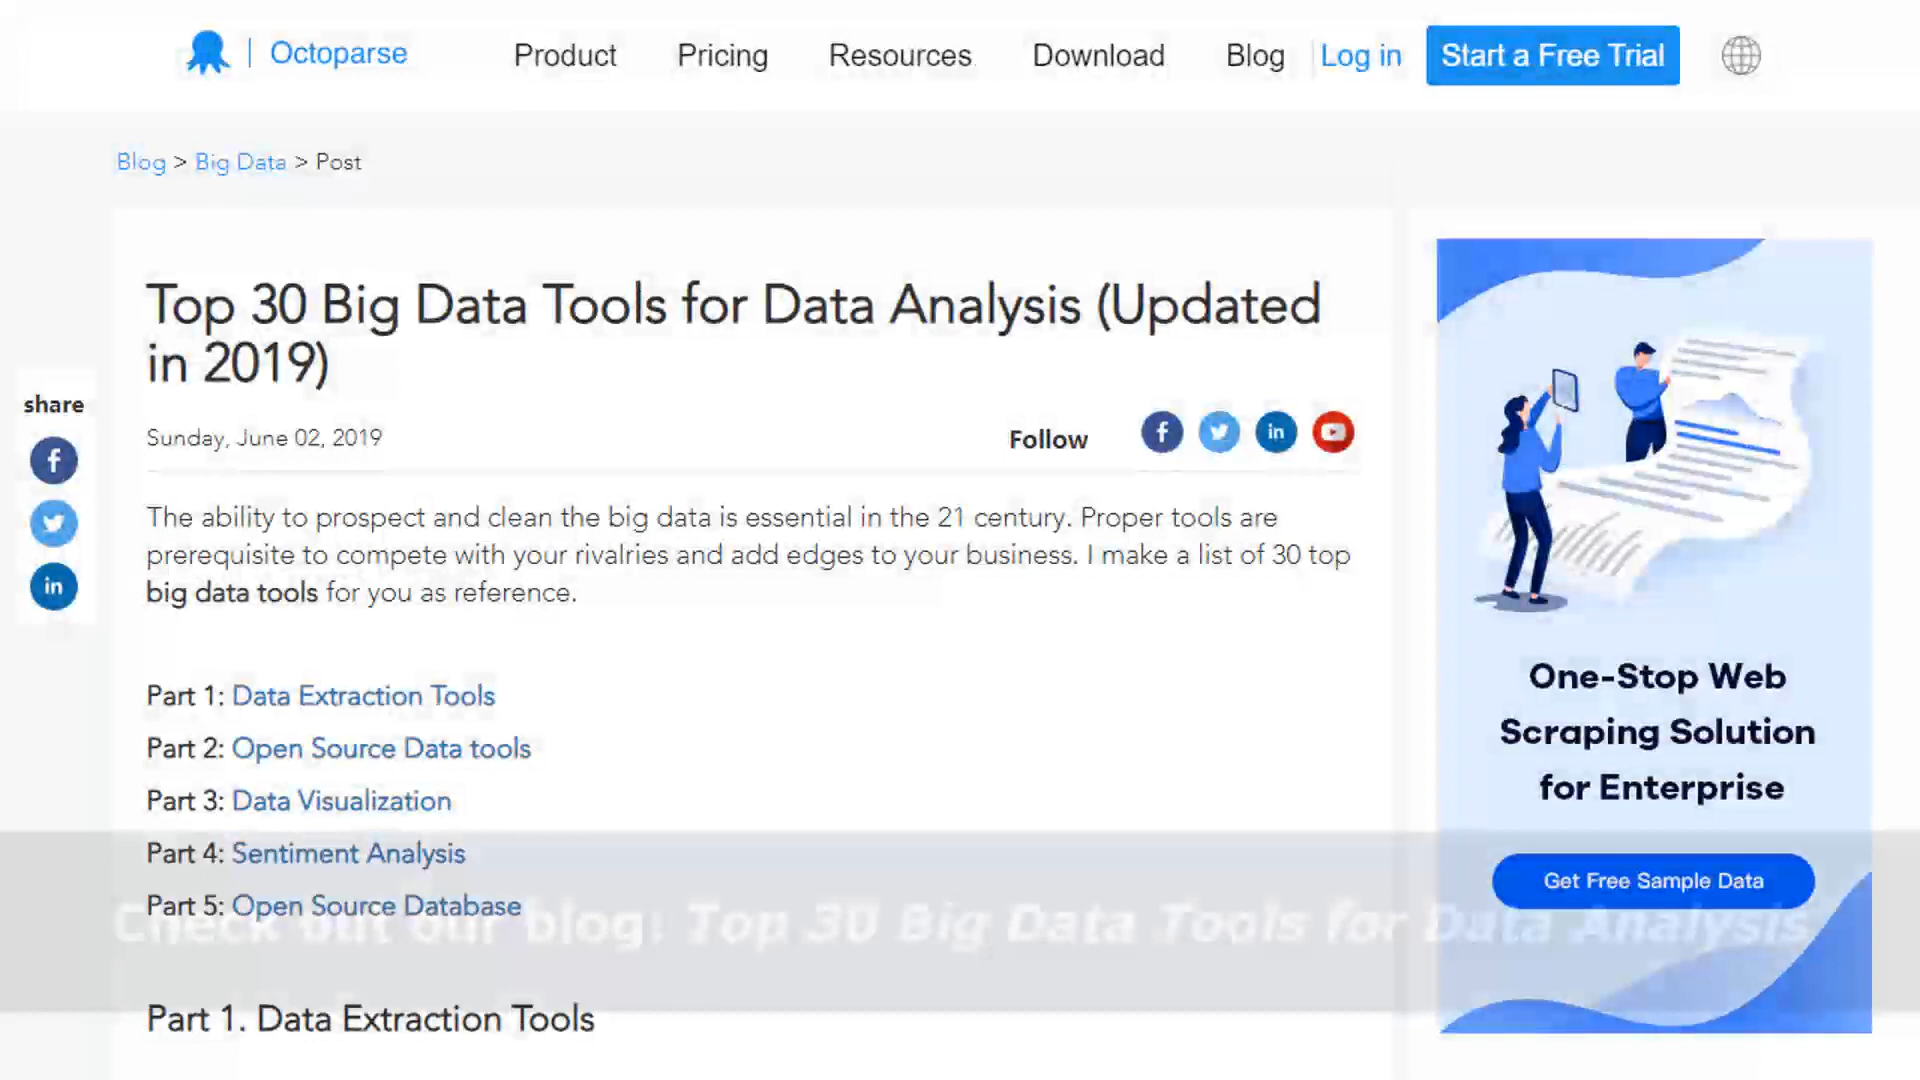 Octoparse
Product
Pricing
Resources
Download
Blog
Log in
Start a Free Trial
Blog > Big Data > Post
Top 30 Big Data Tools for Data Analysis (Updated
in 2019)
share
Sunday, June 02, 2019
Follow
The ability to prospect and clean the big data is essential in the 21 century. Proper tools are
prerequisite to compete with your rivalries and add edges to your business. I make a list of 30 top
big data tools for you as reference.
Part 1: Data Extraction Tools
Part 2: Open Source Data tools
Part 3: Data Visualization
Part 4: Sentiment Analysis
Part 5: Open Source Database
Check out our blog: Top 30 Big Data Tools for Data Analysis
Part 1. Data Extraction Tools
One-Stop Web
Scraping Solution
for Enterprise
Get Free Sample Data